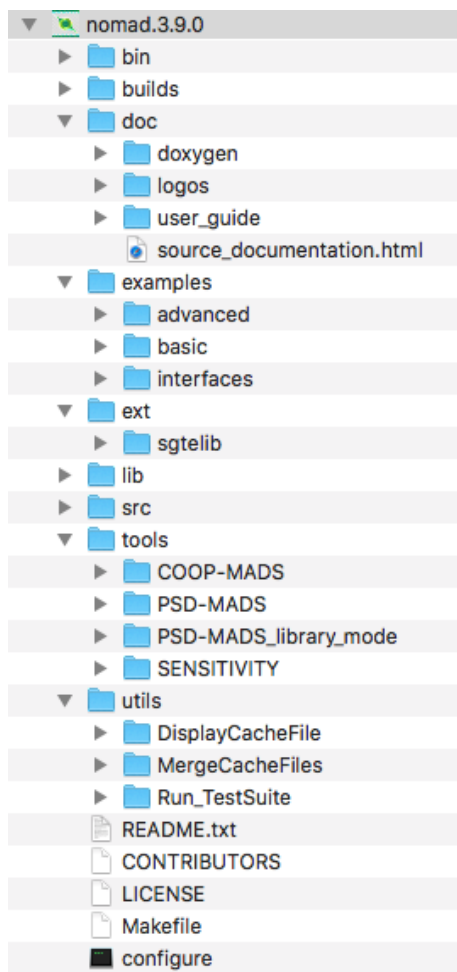 nomad.3.9.0
bin
builds
doc
doxygen
logos
user_guide
source_documentation.html
examples
advanced
basic
interfaces
ext
sgtelib
lib
src
tools
COOP-MADS
PSD-MADS
PSD-MADS_library_mode
SENSITIVITY
utils
DisplayCacheFile
MergeCacheFiles
Run_TestSuite
README.txt
CONTRIBUTORS
LICENSE
Makefile
configure